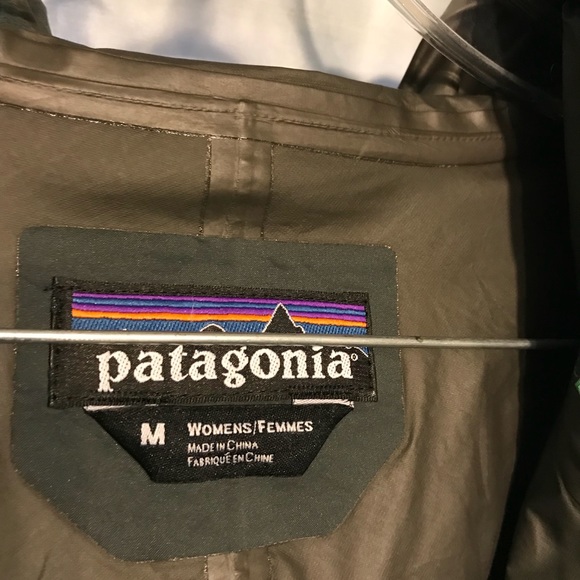 patagonia®
M WOMENS/FEMMES
MADE IN CHINA
FABRIQUÉ EN CHINE